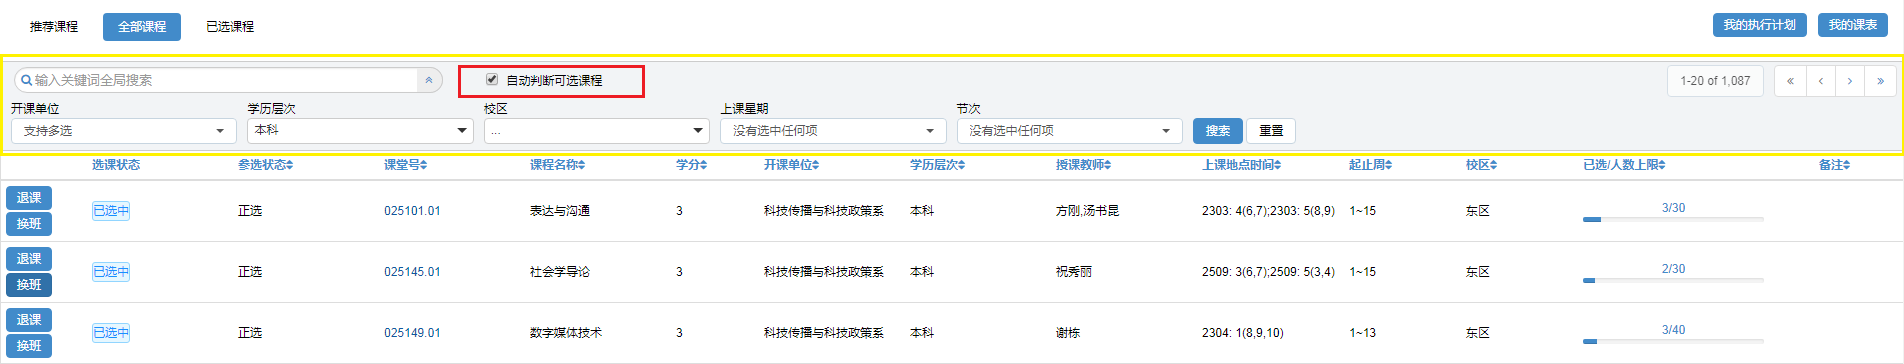 推荐课程 全部课程 已选课程 我的执行计划 我的课表
输入关键词全局搜索 自动判断可选课程 1-20 of 1,087 « ‹ › »
开课单位 学历层次 校区 上课星期 节次
支持多选 本科 ... 没有选中任何项 没有选中任何项 搜索 重置
选课状态 参选状态 课堂号 课程名称 学分 开课单位 学历层次 授课教师 上课地点时间 起止周 校区 已选/人数上限 备注
退课 换班 已选中 正选 025101.01 表达与沟通 3 科技传播与科技政策系 本科 方刚,汤书昆 2303: 4(6,7);2303: 5(8,9) 1~15 东区 3/30
退课 换班 已选中 正选 025145.01 社会学导论 3 科技传播与科技政策系 本科 祝秀丽 2509: 3(6,7);2509: 5(3,4) 1~15 东区 2/30
退课 换班 已选中 正选 025149.01 数字媒体技术 3 科技传播与科技政策系 本科 谢栋 2304: 1(8,9,10) 1~13 东区 3/40